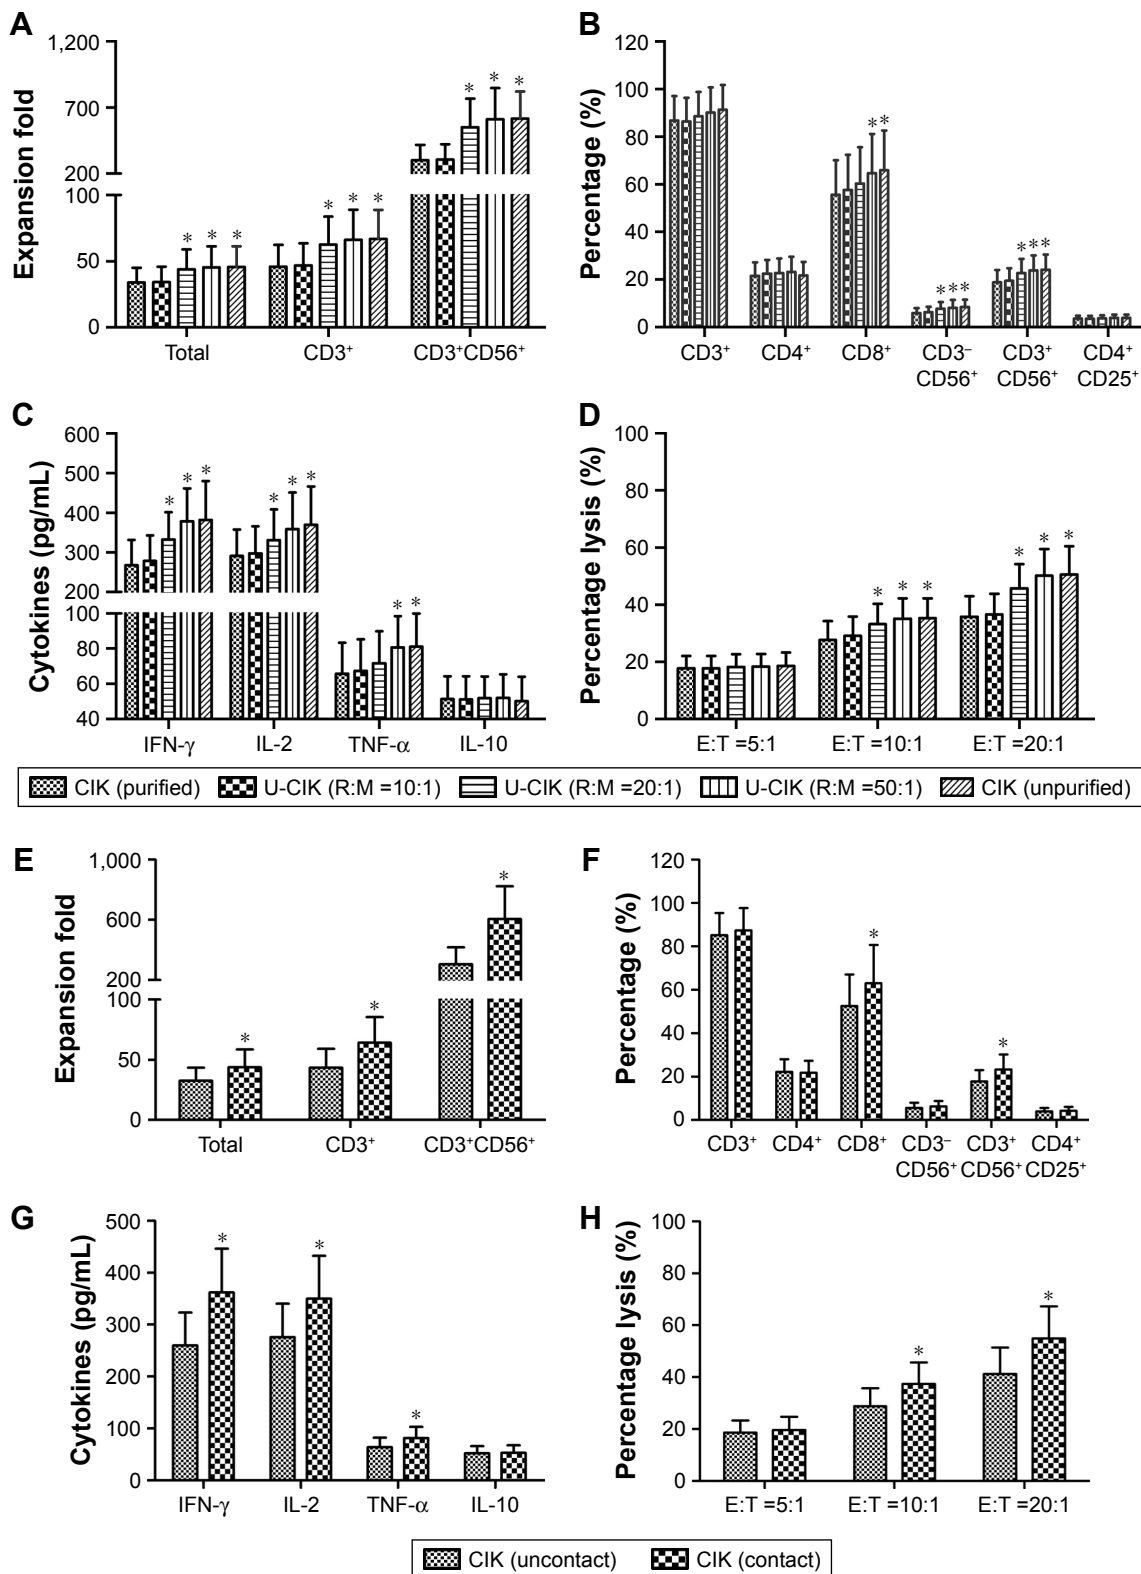 A
Expansion fold
1,200
700
200
100
50
0
* * * * * * * * *
Total CD3⁺ CD3⁺CD56⁺
B
Percentage (%)
120
100
80
60
40
20
0
** *** ***
CD3⁺ CD4⁺ CD8⁺ CD3⁻ CD3⁺ CD4⁺
CD56⁺ CD56⁺ CD25⁺
C
Cytokines (pg/mL)
600
500
400
300
200
100
80
60
40
* * * * * * * *
IFN-γ IL-2 TNF-α IL-10
D
Percentage lysis (%)
100
80
60
40
20
0
* * * * * *
E:T =5:1 E:T =10:1 E:T =20:1
CIK (purified) U-CIK (R:M =10:1) U-CIK (R:M =20:1) U-CIK (R:M =50:1) CIK (unpurified)
E
Expansion fold
1,000
600
200
100
50
0
* * *
Total CD3⁺ CD3⁺CD56⁺
F
Percentage (%)
120
100
80
60
40
20
0
* *
CD3⁺ CD4⁺ CD8⁺ CD3⁻ CD3⁺ CD4⁺
CD56⁺ CD56⁺ CD25⁺
G
Cytokines (pg/mL)
500
400
300
200
100
0
* * *
IFN-γ IL-2 TNF-α IL-10
H
Percentage lysis (%)
100
80
60
40
20
0
* *
E:T =5:1 E:T =10:1 E:T =20:1
CIK (uncontact) CIK (contact)